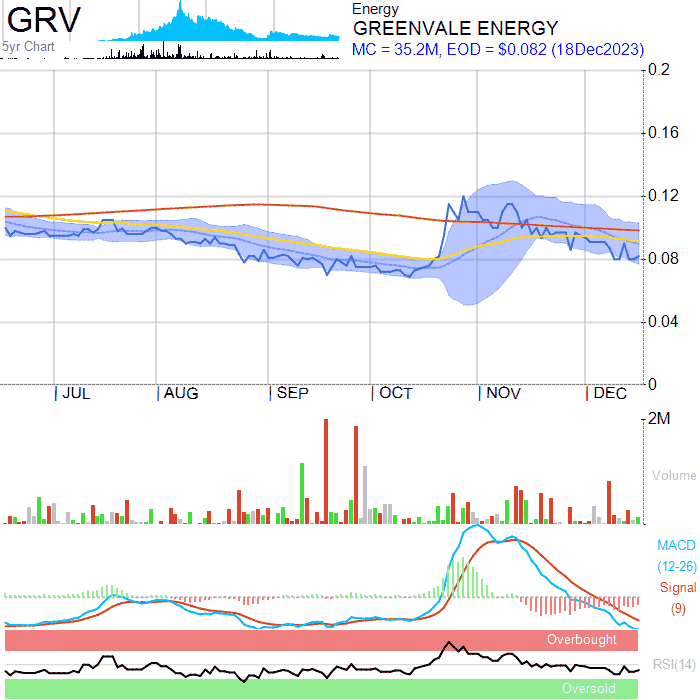 GRV
5yr Chart
Energy
GREENVALE ENERGY
MC = 35.2M, EOD = $0.082 (18Dec2023)
0.2
0.16
0.12
0.08
0.04
0
JUL AUG SEP OCT NOV DEC
2M
Volume
MACD
(12-26)
Signal
(9)
Overbought
RSI(14)
Oversold